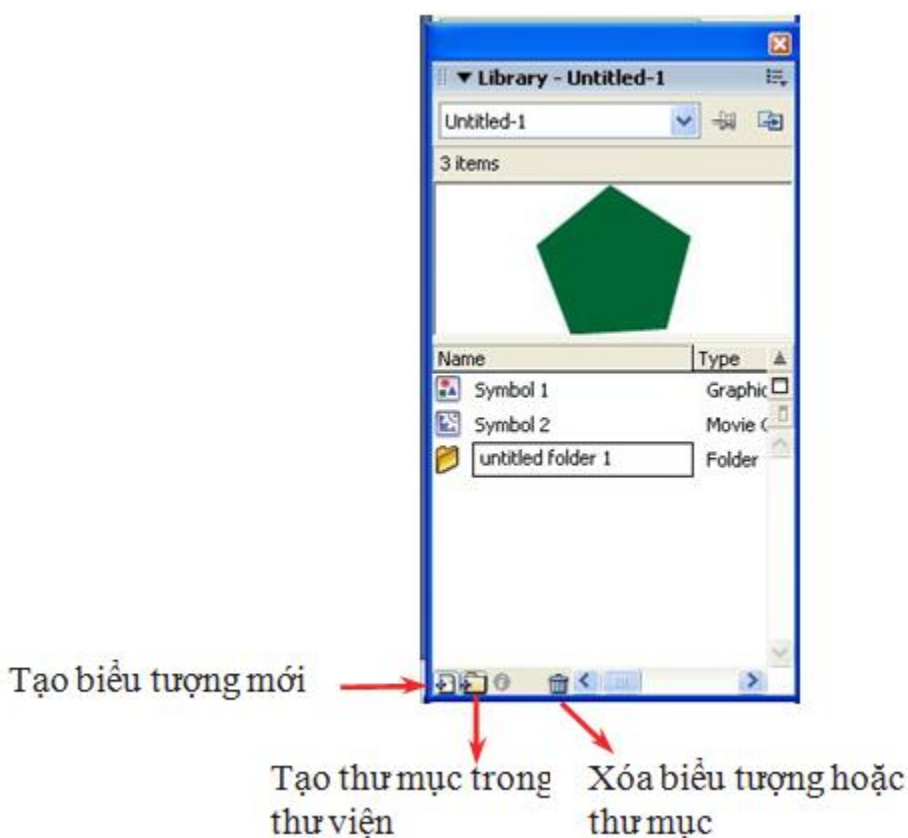 Library - Untitled-1
Untitled-1
3 items
Name Type
Symbol 1 Graphic
Symbol 2 Movie C
untitled folder 1 Folder
Tạo biểu tượng mới
Tạo thư mục trong
thư viện
Xóa biểu tượng hoặc
thư mục